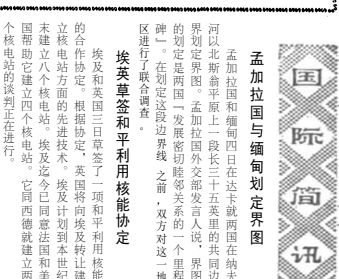 国际简讯
孟加拉国与缅甸划定界图
孟加拉国和缅甸四日在达卡就两国在纳夫
河以北斯翁平原上一段长三十五英里的共同边
界划定界图。孟加拉国外交部发言人说，界图
的划定是两国「发展密切睦邻关系的一个里程
碑」。在划定这段边界线之前，双方对这一地
区进行了联合调查。
埃英草签和平利用核能协定
埃及和英国三日草签了一项和平利用核能
的合作协定。根据协定，英国将向埃及转让建
立核电站方面的先进技术。埃及计划到本世纪
末建立八个核电站。埃及迄今已同意法国和美
国帮助它建立四个核电站。它同西德就建立两
个核电站的谈判正在进行。